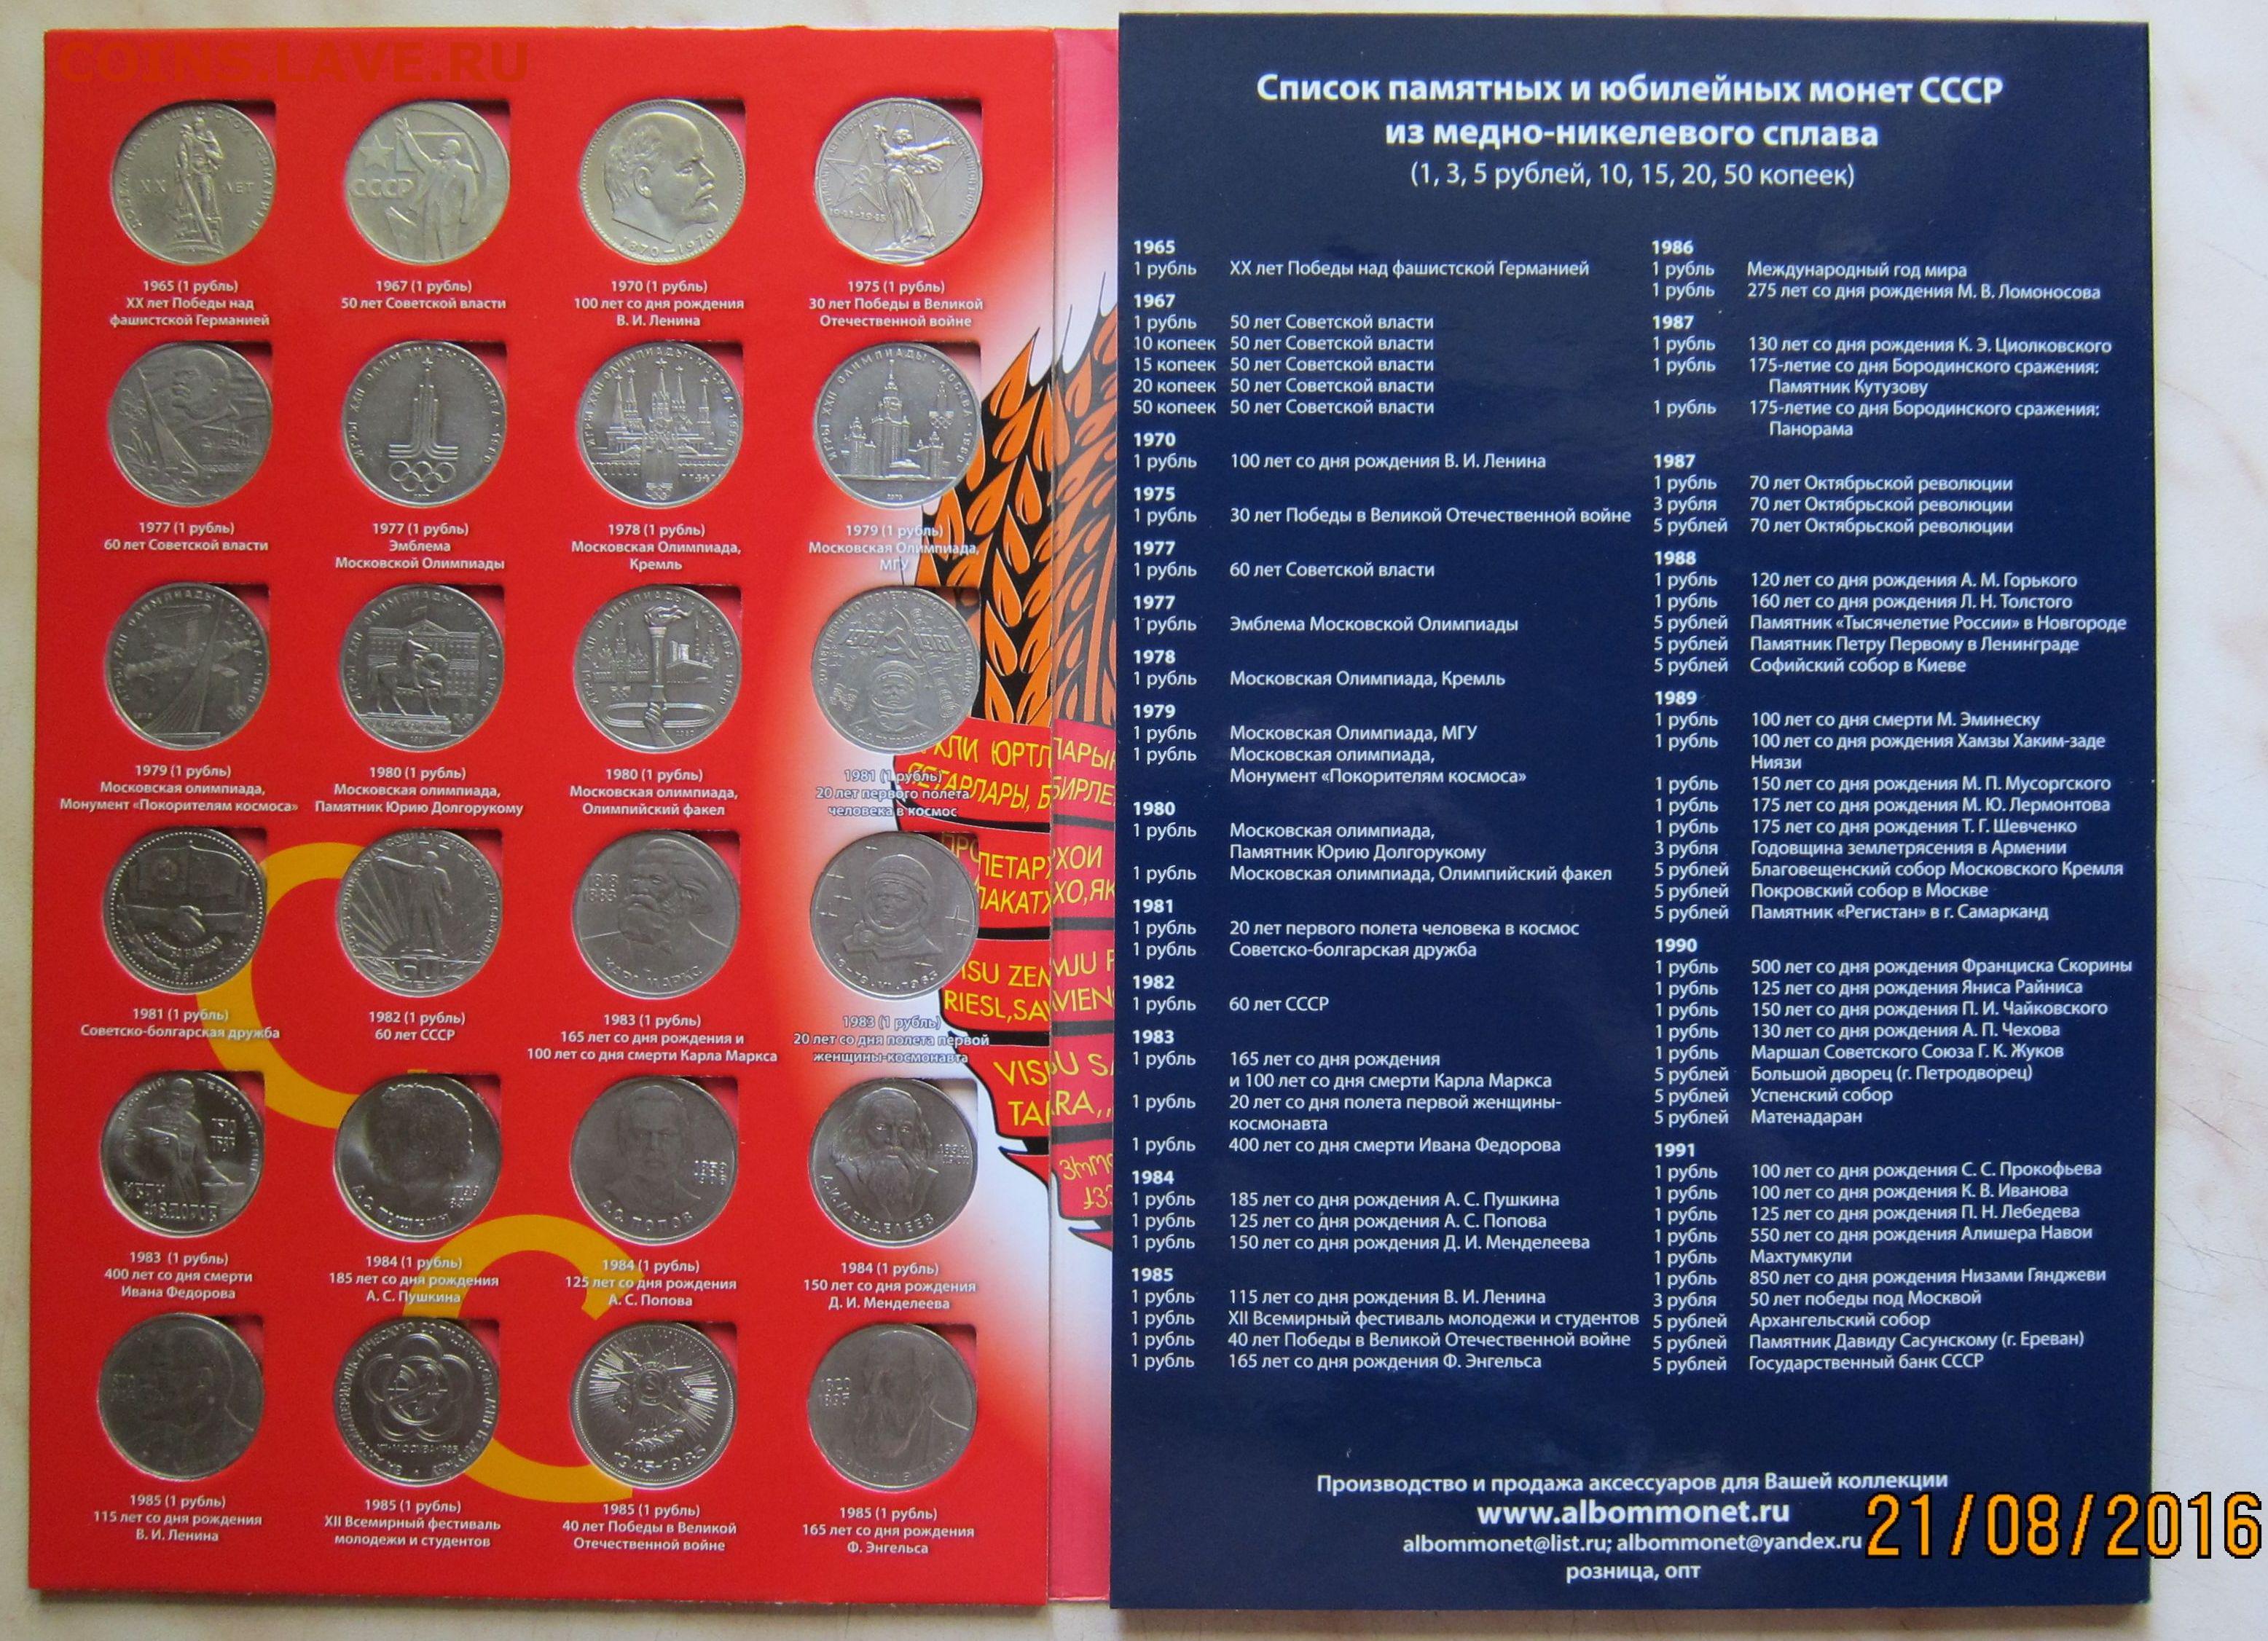 COINS.LAVE.RU
1965 (1 рубль)
XX лет Победы над
фашистской Германией
1967 (1 рубль)
50 лет Советской власти
1970 (1 рубль)
100 лет со дня рождения
В. И. Ленина
1975 (1 рубль)
30 лет Победы в Великой
Отечественной войне
1977 (1 рубль)
60 лет Советской власти
1977 (1 рубль)
Эмблема
Московской Олимпиады
1978 (1 рубль)
Московская Олимпиада,
Кремль
1979 (1 рубль)
Московская Олимпиада,
МГУ
1979 (1 рубль)
Московская олимпиада,
Монумент «Покорителям космоса»
1980 (1 рубль)
Московская олимпиада,
Памятник Юрию Долгорукому
1980 (1 рубль)
Московская олимпиада,
Олимпийский факел
1981 (1 рубль)
20 лет первого полета
человека в космос
1981 (1 рубль)
Советско-болгарская дружба
1982 (1 рубль)
60 лет СССР
1983 (1 рубль)
165 лет со дня рождения и
100 лет со дня смерти Карла Маркса
1983 (1 рубль)
20 лет со дня полета первой
женщины-космонавта
1983 (1 рубль)
400 лет со дня смерти
Ивана Федорова
1984 (1 рубль)
185 лет со дня рождения
А. С. Пушкина
1984 (1 рубль)
125 лет со дня рождения
А. С. Попова
1984 (1 рубль)
150 лет со дня рождения
Д. И. Менделеева
1985 (1 рубль)
115 лет со дня рождения
В. И. Ленина
1985 (1 рубль)
XII Всемирный фестиваль
молодежи и студентов
1985 (1 рубль)
40 лет Победы в Великой
Отечественной войне
1985 (1 рубль)
165 лет со дня рождения
Ф. Энгельса
Список памятных и юбилейных монет СССР
из медно-никелевого сплава
(1, 3, 5 рублей, 10, 15, 20, 50 копеек)
1965
1 рубль XX лет Победы над фашистской Германией
1967
1 рубль 50 лет Советской власти
10 копеек 50 лет Советской власти
15 копеек 50 лет Советской власти
20 копеек 50 лет Советской власти
50 копеек 50 лет Советской власти
1970
1 рубль 100 лет со дня рождения В. И. Ленина
1975
1 рубль 30 лет Победы в Великой Отечественной войне
1977
1 рубль 60 лет Советской власти
1977
1 рубль Эмблема Московской Олимпиады
1978
1 рубль Московская Олимпиада, Кремль
1979
1 рубль Московская Олимпиада, МГУ
1 рубль Московская олимпиада,
Монумент «Покорителям космоса»
1980
1 рубль Московская олимпиада,
Памятник Юрию Долгорукому
1 рубль Московская олимпиада, Олимпийский факел
1981
1 рубль 20 лет первого полета человека в космос
1 рубль Советско-болгарская дружба
1982
1 рубль 60 лет СССР
1983
1 рубль 165 лет со дня рождения
и 100 лет со дня смерти Карла Маркса
1 рубль 20 лет со дня полета первой женщины-
космонавта
1 рубль 400 лет со дня смерти Ивана Федорова
1984
1 рубль 185 лет со дня рождения А. С. Пушкина
1 рубль 125 лет со дня рождения А. С. Попова
1 рубль 150 лет со дня рождения Д. И. Менделеева
1985
1 рубль 115 лет со дня рождения В. И. Ленина
1 рубль XII Всемирный фестиваль молодежи и студентов
1 рубль 40 лет Победы в Великой Отечественной войне
1 рубль 165 лет со дня рождения Ф. Энгельса
1986
1 рубль Международный год мира
1 рубль 275 лет со дня рождения М. В. Ломоносова
1987
1 рубль 130 лет со дня рождения К. Э. Циолковского
1 рубль 175-летие со дня Бородинского сражения:
Памятник Кутузову
1 рубль 175-летие со дня Бородинского сражения:
Панорама
1987
1 рубль 70 лет Октябрьской революции
3 рубля 70 лет Октябрьской революции
5 рублей 70 лет Октябрьской революции
1988
1 рубль 120 лет со дня рождения А. М. Горького
1 рубль 160 лет со дня рождения Л. Н. Толстого
5 рублей Памятник «Тысячелетие России» в Новгороде
5 рублей Памятник Петру Первому в Ленинграде
5 рублей Софийский собор в Киеве
1989
1 рубль 100 лет со дня смерти М. Эминеску
1 рубль 100 лет со дня рождения Хамзы Хаким-заде
Ниязи
1 рубль 150 лет со дня рождения М. П. Мусоргского
1 рубль 175 лет со дня рождения М. Ю. Лермонтова
1 рубль 175 лет со дня рождения Т. Г. Шевченко
3 рубля Годовщина землетрясения в Армении
5 рублей Благовещенский собор Московского Кремля
5 рублей Покровский собор в Москве
5 рублей Памятник «Регистан» в г. Самарканд
1990
1 рубль 500 лет со дня рождения Франциска Скорины
1 рубль 125 лет со дня рождения Яниса Райниса
1 рубль 150 лет со дня рождения П. И. Чайковского
1 рубль 130 лет со дня рождения А. П. Чехова
1 рубль Маршал Советского Союза Г. К. Жуков
5 рублей Большой дворец (г. Петродворец)
5 рублей Успенский собор
5 рублей Матенадаран
1991
1 рубль 100 лет со дня рождения С. С. Прокофьева
1 рубль 100 лет со дня рождения К. В. Иванова
1 рубль 125 лет со дня рождения П. Н. Лебедева
1 рубль 550 лет со дня рождения Алишера Навои
1 рубль Махтумкули
1 рубль 850 лет со дня рождения Низами Гянджеви
3 рубля 50 лет победы под Москвой
5 рублей Архангельский собор
5 рублей Памятник Давиду Сасунскому (г. Ереван)
5 рублей Государственный банк СССР
Производство и продажа аксессуаров для Вашей коллекции
www.albommonet.ru
albommonet@list.ru; albommonet@yandex.ru
розница, опт
21/08/2016